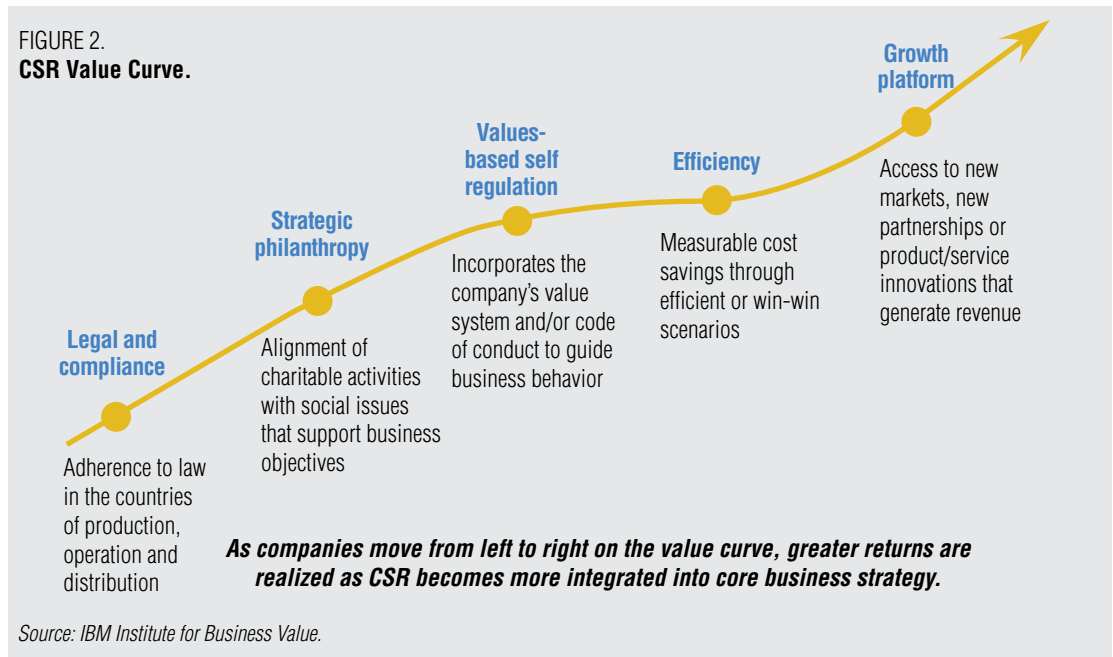 FIGURE 2.
CSR Value Curve.
Legal and
compliance
Adherence to law
in the countries
of production,
operation and
distribution
Strategic
philanthropy
Alignment of
charitable activities
with social issues
that support business
objectives
Values-
based self
regulation
Incorporates the
company’s value
system and/or code
of conduct to guide
business behavior
Efficiency
Measurable cost
savings through
efficient or win-win
scenarios
Growth
platform
Access to new
markets, new
partnerships or
product/service
innovations that
generate revenue
As companies move from left to right on the value curve, greater returns are
realized as CSR becomes more integrated into core business strategy.
Source: IBM Institute for Business Value.